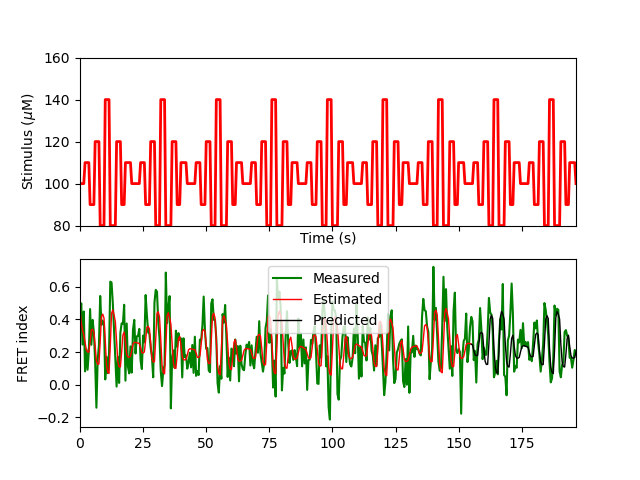 160
140
120
100
80
Stimulus (μM)
Time (s)
Measured
Estimated
Predicted
0.6
0.4
0.2
0.0
−0.2
FRET index
0 25 50 75 100 125 150 175